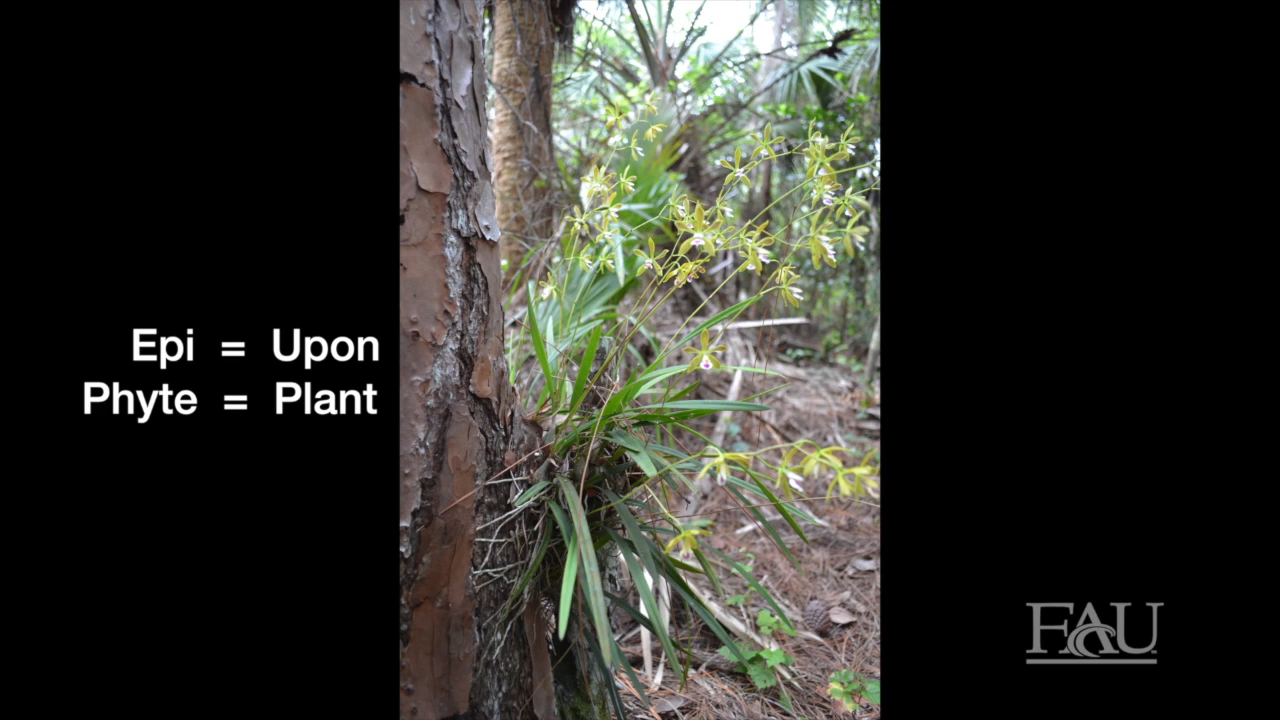 Epi = Upon
Phyte = Plant
FAU